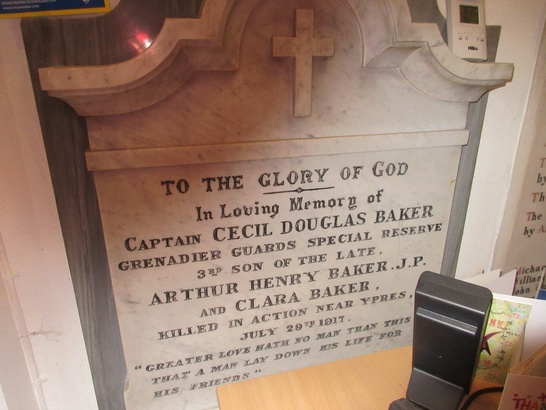 TO THE GLORY OF GOD
In Loving Memory of
CAPTAIN CECIL DOUGLAS BAKER
GRENADIER GUARDS SPECIAL RESERVE
3RD SON OF THE LATE,
ARTHUR HENRY BAKER. J.P.
AND CLARA BAKER,
KILLED IN ACTION NEAR YPRES,
JULY 29TH 1917.
"GREATER LOVE HATH NO MAN THAN THIS
THAT A MAN LAY DOWN HIS LIFE FOR
HIS FRIENDS"